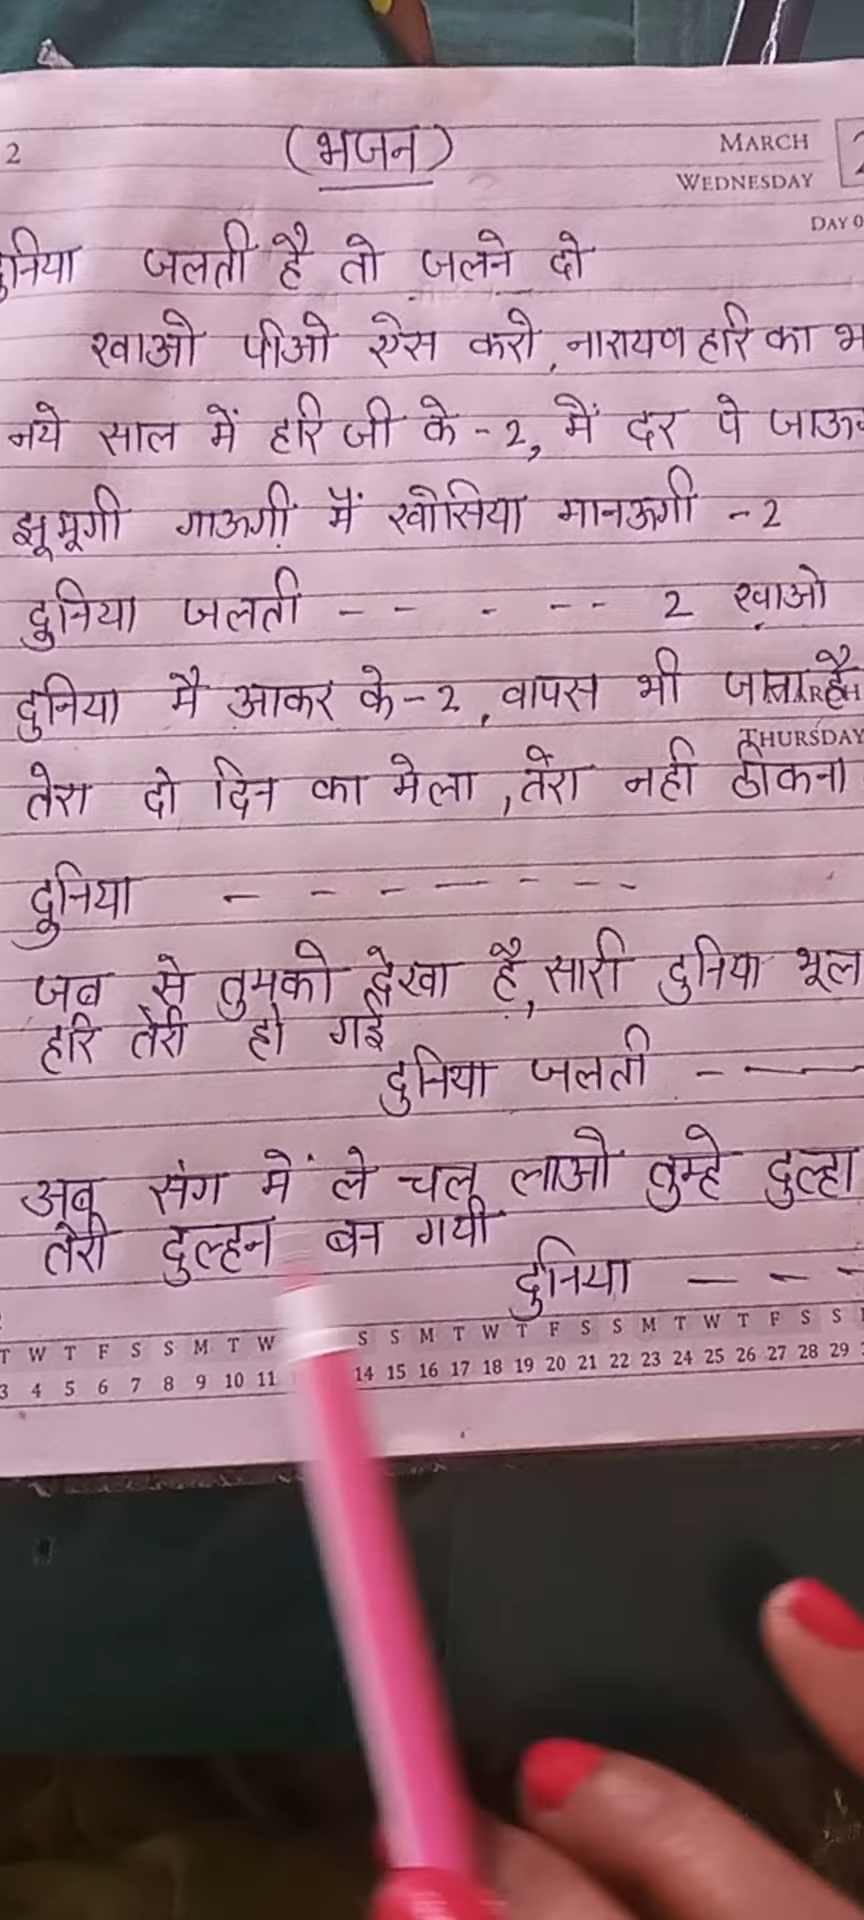 2 (भजन) MARCH
WEDNESDAY
DAY
दुनिया जलती है तो जलने दो
खाओ पीओ ऐस करो, नारायण हरि का
नये साल में हरि जी के -2, मैं दर पे
झूमूगी गाऊगीं मैं खोसिया मानऊगी -2
दुनिया जलती - - - - - 2 खाओ
दुनिया मै आकर के -2, वापस भी जाना है
THURSDAY
तेरा दो दिन का मेला, तेरा नही ठीकना
दुनिया - - - - - - -
जब से तुमको देखा है, सारी दुनिया भूल
हरि तेरी हो गई
दुनिया जलती - - -
अब संग में ले चल लाओ तुम्हे दुल्हा
तेरी दुल्हन बन गयी
दुनिया - - -
T W T F S S M T W S S M T W T F S S M T W T F S S
3 4 5 6 7 8 9 10 11 14 15 16 17 18 19 20 21 22 23 24 25 26 27 28 29